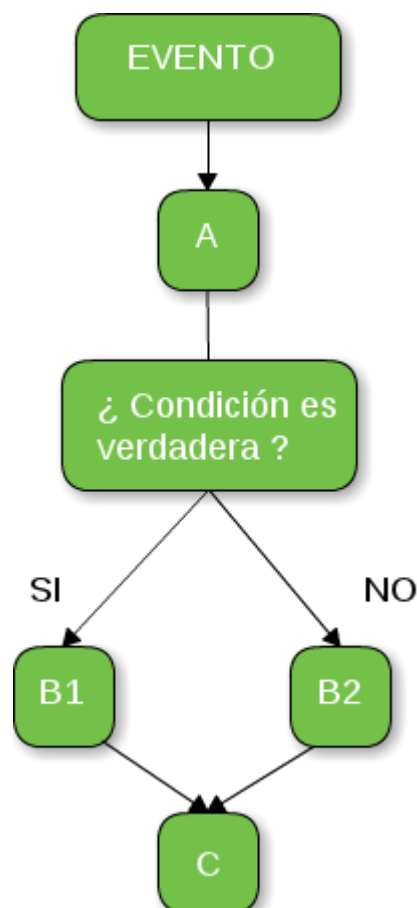 EVENTO
A
¿ Condición es
verdadera ?
SI
NO
B1
B2
C